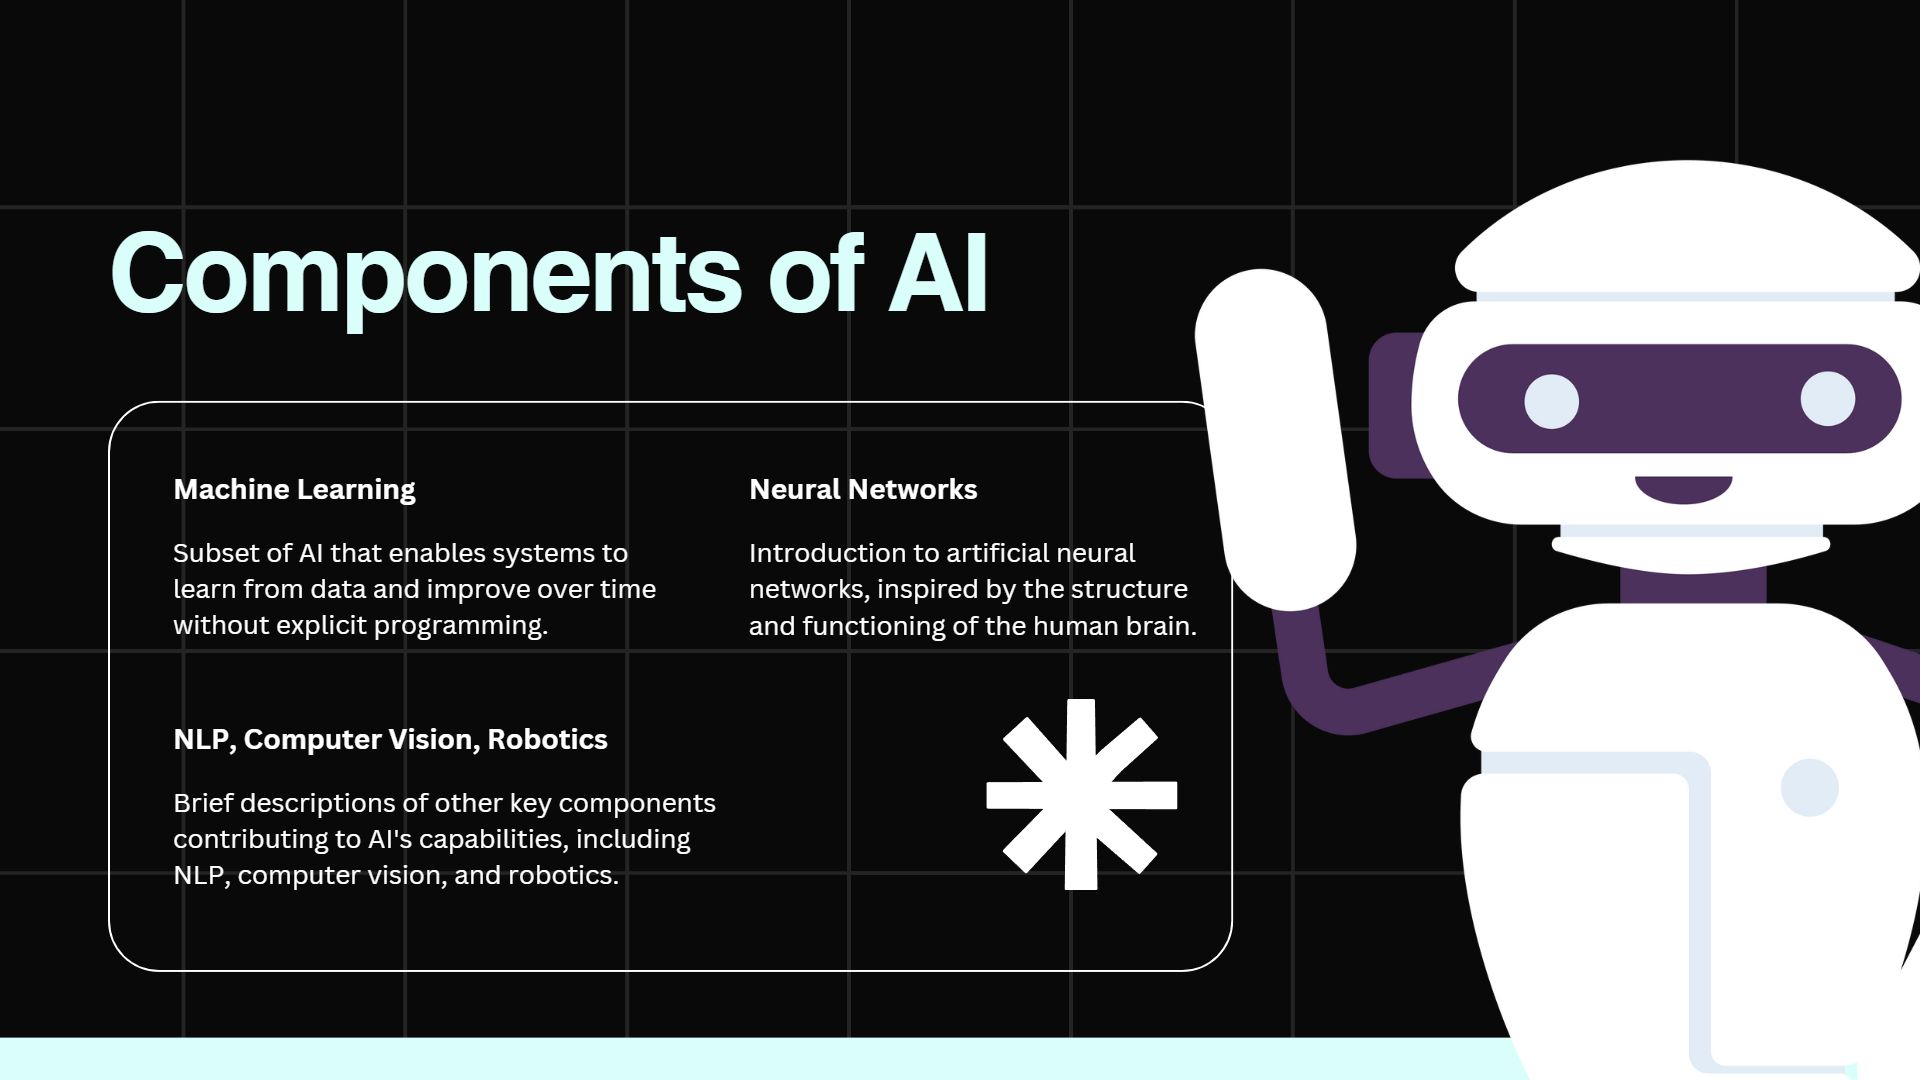 Components of AI
Machine Learning
Subset of AI that enables systems to
learn from data and improve over time
without explicit programming.
Neural Networks
Introduction to artificial neural
networks, inspired by the structure
and functioning of the human brain.
NLP, Computer Vision, Robotics
Brief descriptions of other key components
contributing to AI's capabilities, including
NLP, computer vision, and robotics.